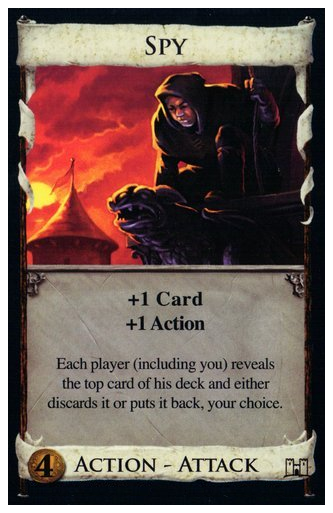 SPY
+1 Card
+1 Action
Each player (including you) reveals
the top card of his deck and either
discards it or puts it back, your choice.
4 ACTION - ATTACK